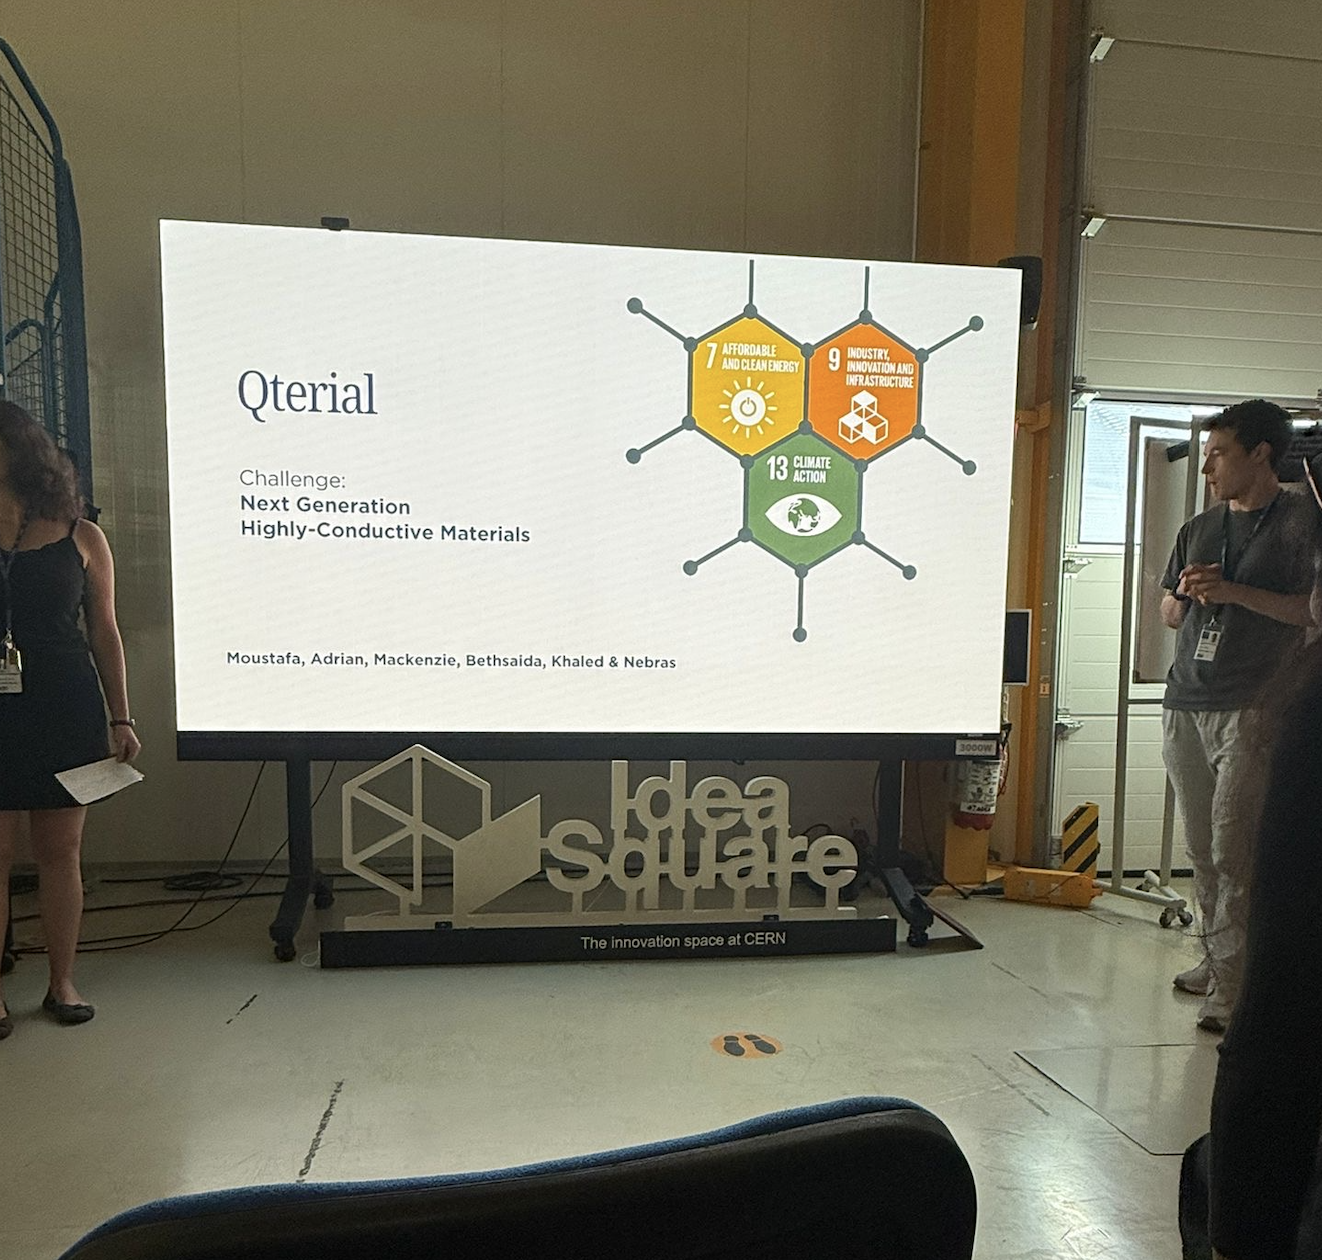 Qterial
Challenge:
Next Generation
Highly-Conductive Materials
Moustafa, Adrian, Mackenzie, Bethsaida, Khaled & Nebras
7 AFFORDABLE
AND CLEAN ENERGY
9 INDUSTRY,
INNOVATION AND
INFRASTRUCTURE
13 CLIMATE
ACTION
3000W
Idea
Square
The innovation space at CERN